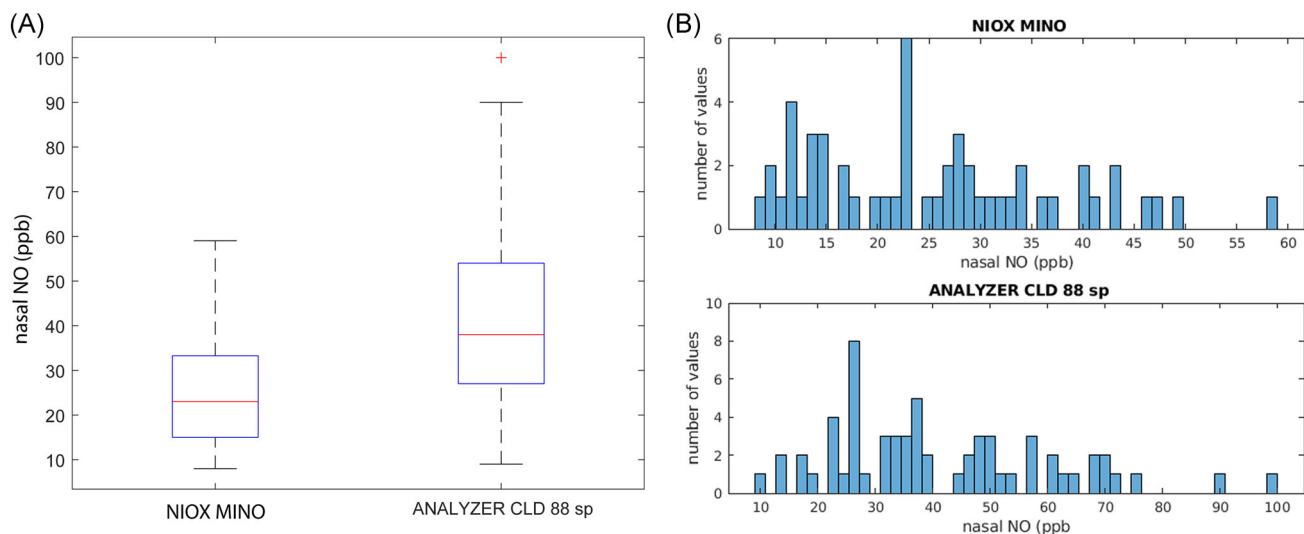 (A)
nasal NO (ppb)
100
90
80
70
60
50
40
30
20
10
NIOX MINO
ANALYZER CLD 88 sp
(B)
NIOX MINO
number of values
6
4
2
0
10 15 20 25 30 35 40 45 50 55 60
nasal NO (ppb)
ANALYZER CLD 88 sp
number of values
10
8
6
4
2
0
10 20 30 40 50 60 70 80 90 100
nasal NO (ppb